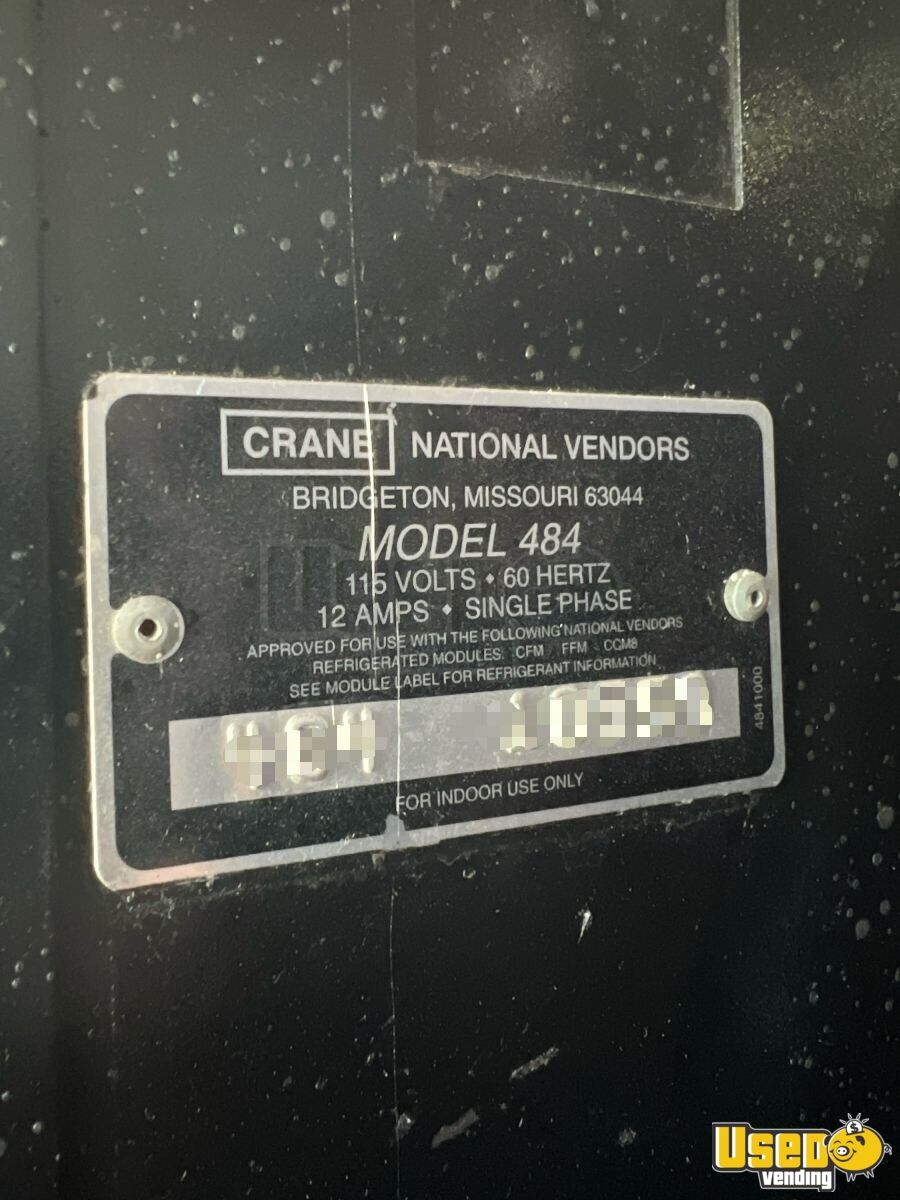 CRANE NATIONAL VENDORS
BRIDGETON, MISSOURI 63044
MODEL 484
115 VOLTS • 60 HERTZ
12 AMPS • SINGLE PHASE
APPROVED FOR USE WITH THE FOLLOWING NATIONAL VENDORS
REFRIGERATED MODULES: CFM FFM CCM8
SEE MODULE LABEL FOR REFRIGERANT INFORMATION
4841000
FOR INDOOR USE ONLY
USED
vending